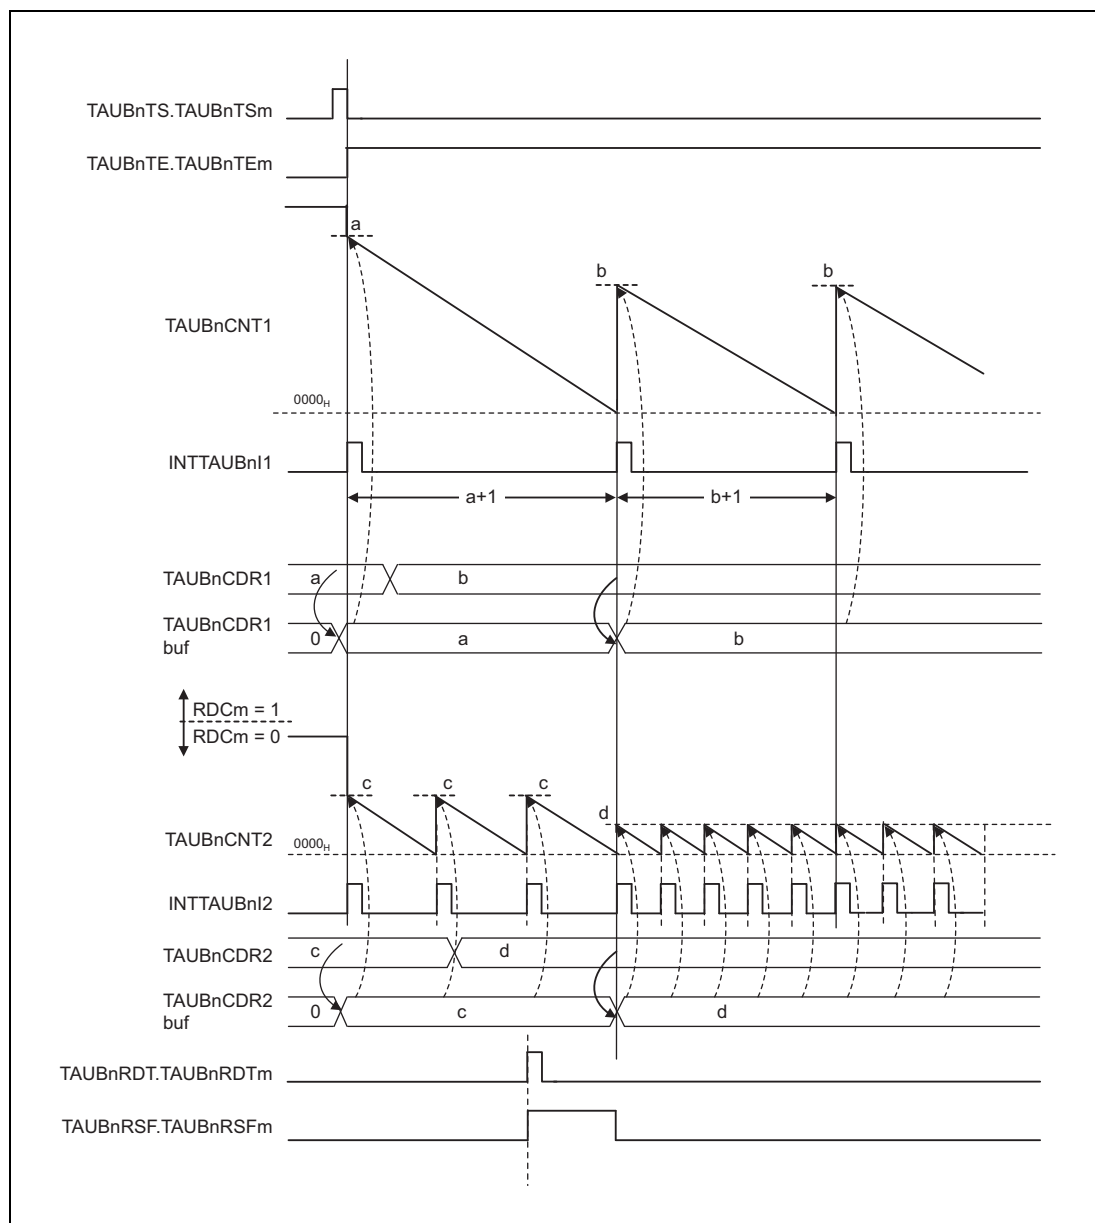 TAUBnTS.TAUBnTSm
TAUBnTE.TAUBnTEm
a
b
b
TAUBnCNT1
0000H
INTTAUBnI1
a+1
b+1
TAUBnCDR1
a
b
TAUBnCDR1
buf
0
a
b
RDCm = 1
RDCm = 0
c
c
c
d
TAUBnCNT2
0000H
INTTAUBnI2
TAUBnCDR2
c
d
TAUBnCDR2
buf
0
c
d
TAUBnRDT.TAUBnRDTm
TAUBnRSF.TAUBnRSFm